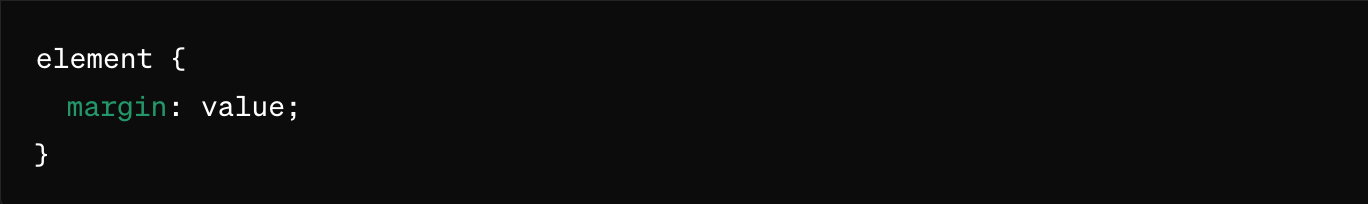 element {
  margin: value;
}